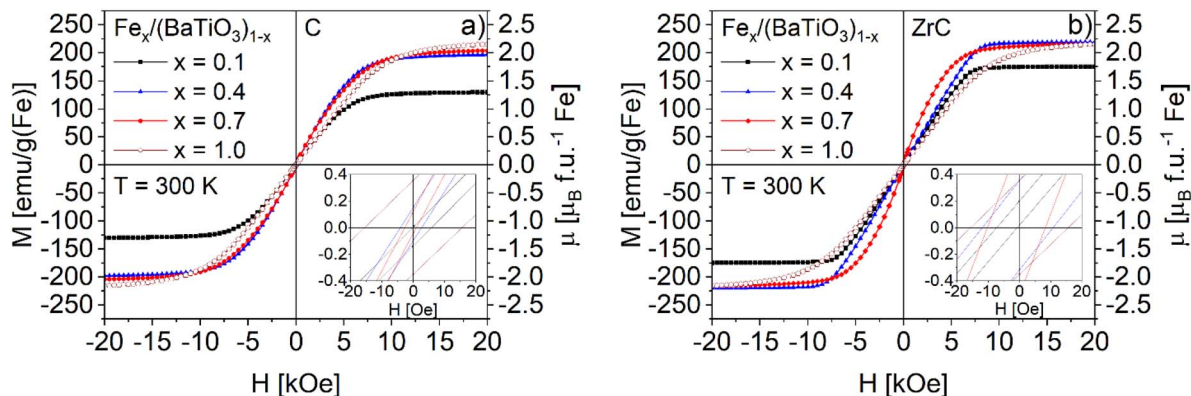 Fe_x/(BaTiO_3)_{1-x}
C
a)
x = 0.1
x = 0.4
x = 0.7
x = 1.0
T = 300 K
M [emu/g(Fe)]
250
200
150
100
50
0
-50
-100
-150
-200
-250
μ [μ_B f.u.^{-1} Fe]
2.5
2.0
1.5
1.0
0.5
0.0
-0.5
-1.0
-1.5
-2.0
-2.5
0.4
0.2
0.0
-0.2
-0.4
-20 -10 0 10 20
H [Oe]
-20 -15 -10 -5 0 5 10 15 20
H [kOe]
Fe_x/(BaTiO_3)_{1-x}
ZrC
b)
x = 0.1
x = 0.4
x = 0.7
x = 1.0
T = 300 K
M [emu/g(Fe)]
250
200
150
100
50
0
-50
-100
-150
-200
-250
μ [μ_B f.u.^{-1} Fe]
2.5
2.0
1.5
1.0
0.5
0.0
-0.5
-1.0
-1.5
-2.0
-2.5
0.4
0.2
0.0
-0.2
-0.4
-20 -10 0 10 20
H [Oe]
-20 -15 -10 -5 0 5 10 15 20
H [kOe]